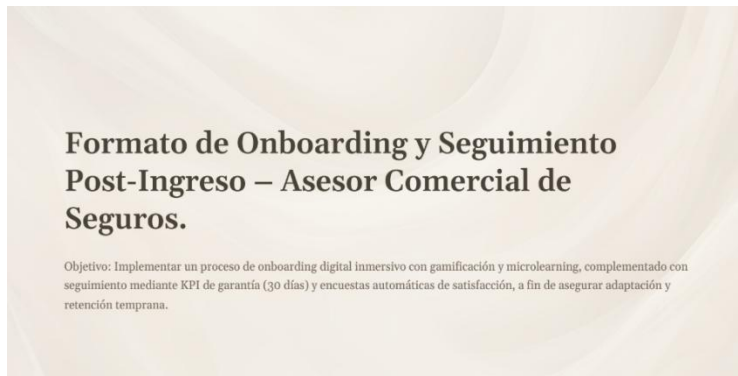 Formato de Onboarding y Seguimiento
Post-Ingreso – Asesor Comercial de
Seguros.
Objetivo: Implementar un proceso de onboarding digital inmersivo con gamificación y microlearning, complementado con
seguimiento mediante KPI de garantía (30 días) y encuestas automáticas de satisfacción, a fin de asegurar adaptación y
retención temprana.